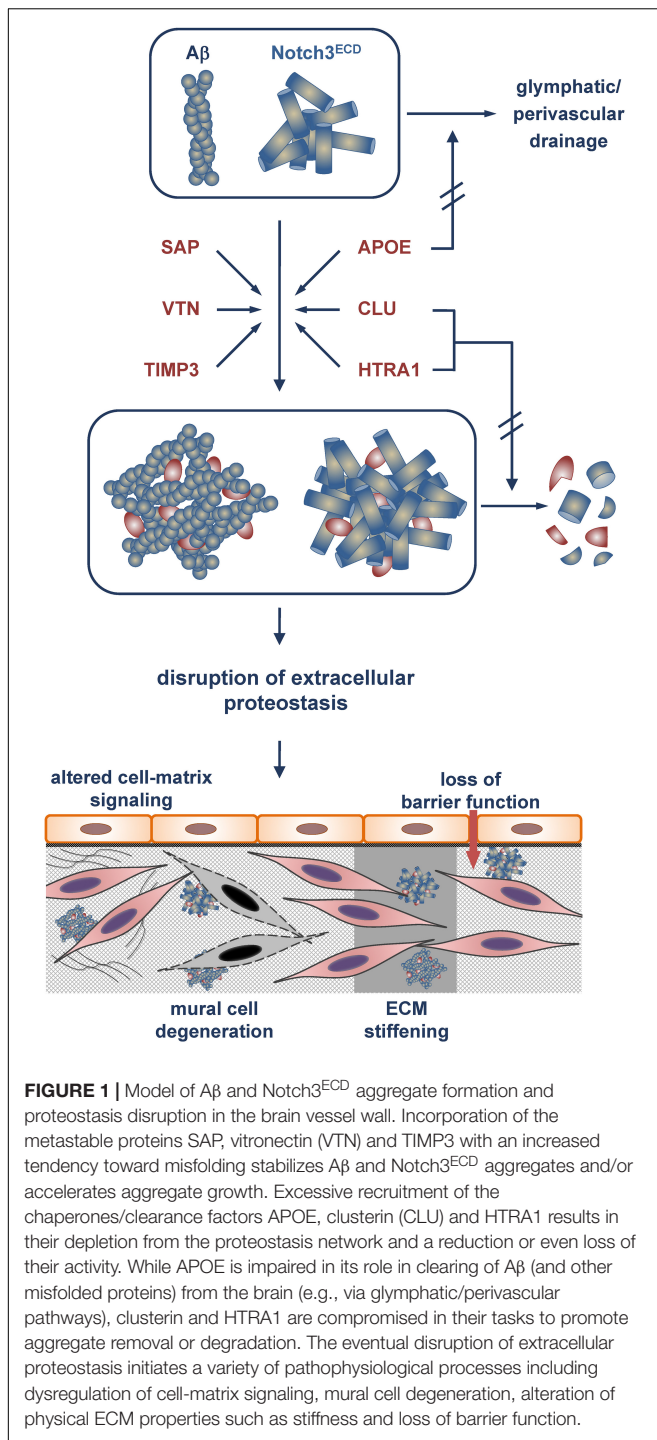 Aβ Notch3ECD
glymphatic/
perivascular
drainage
SAP APOE
VTN CLU
TIMP3 HTRA1
disruption of extracellular
proteostasis
altered cell-matrix
signaling
loss of
barrier function
mural cell
degeneration
ECM
stiffening
FIGURE 1 | Model of Aβ and Notch3ECD aggregate formation and
proteostasis disruption in the brain vessel wall. Incorporation of the
metastable proteins SAP, vitronectin (VTN) and TIMP3 with an increased
tendency toward misfolding stabilizes Aβ and Notch3ECD aggregates and/or
accelerates aggregate growth. Excessive recruitment of the
chaperones/clearance factors APOE, clusterin (CLU) and HTRA1 results in
their depletion from the proteostasis network and a reduction or even loss of
their activity. While APOE is impaired in its role in clearing of Aβ (and other
misfolded proteins) from the brain (e.g., via glymphatic/perivascular
pathways), clusterin and HTRA1 are compromised in their tasks to promote
aggregate removal or degradation. The eventual disruption of extracellular
proteostasis initiates a variety of pathophysiological processes including
dysregulation of cell-matrix signaling, mural cell degeneration, alteration of
physical ECM properties such as stiffness and loss of barrier function.